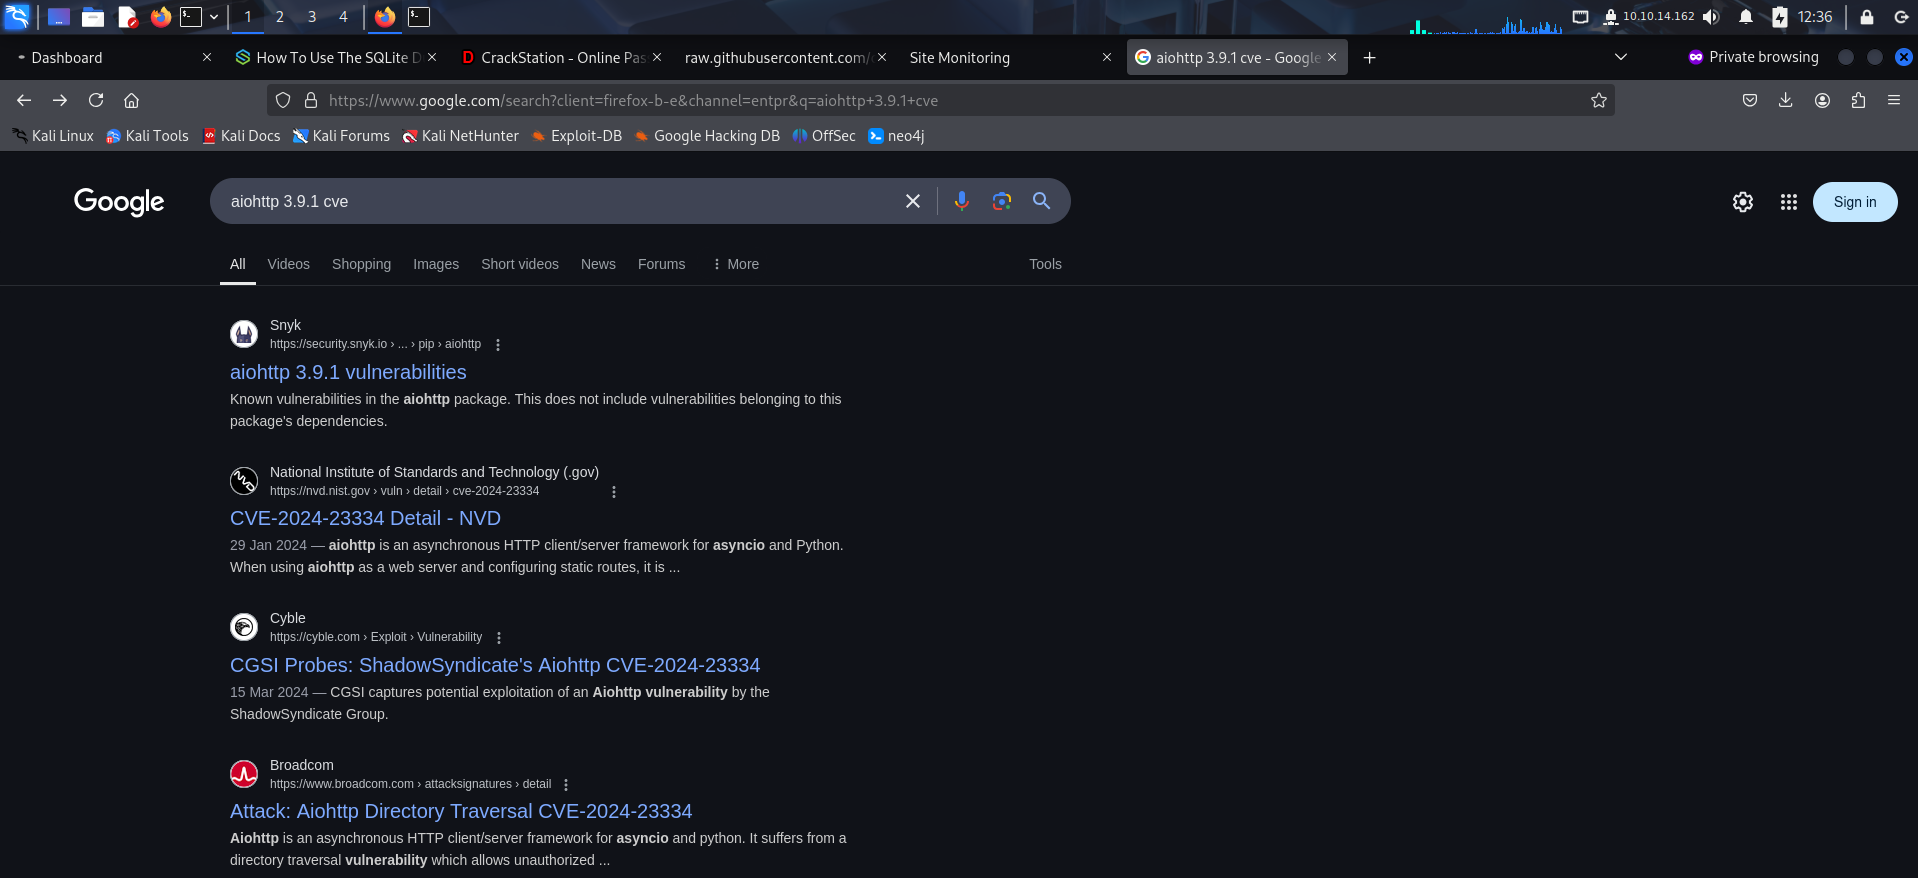 1 2 3 4 10.10.14.162 12:36
Dashboard How To Use The SQLite D CrackStation - Online Pas raw.githubusercontent.com/ Site Monitoring aiohttp 3.9.1 cve - Google Private browsing
https://www.google.com/search?client=firefox-b-e&channel=entpr&q=aiohttp+3.9.1+cve
Kali Linux Kali Tools Kali Docs Kali Forums Kali NetHunter Exploit-DB Google Hacking DB OffSec neo4j
Google aiohttp 3.9.1 cve Sign in
All Videos Shopping Images Short videos News Forums More Tools
Snyk
https://security.snyk.io › ... › pip › aiohttp
aiohttp 3.9.1 vulnerabilities
Known vulnerabilities in the aiohttp package. This does not include vulnerabilities belonging to this
package's dependencies.
National Institute of Standards and Technology (.gov)
https://nvd.nist.gov › vuln › detail › cve-2024-23334
CVE-2024-23334 Detail - NVD
29 Jan 2024 — aiohttp is an asynchronous HTTP client/server framework for asyncio and Python.
When using aiohttp as a web server and configuring static routes, it is ...
Cyble
https://cyble.com › Exploit › Vulnerability
CGSI Probes: ShadowSyndicate's Aiohttp CVE-2024-23334
15 Mar 2024 — CGSI captures potential exploitation of an Aiohttp vulnerability by the
ShadowSyndicate Group.
Broadcom
https://www.broadcom.com › attacksignatures › detail
Attack: Aiohttp Directory Traversal CVE-2024-23334
Aiohttp is an asynchronous HTTP client/server framework for asyncio and python. It suffers from a
directory traversal vulnerability which allows unauthorized ...